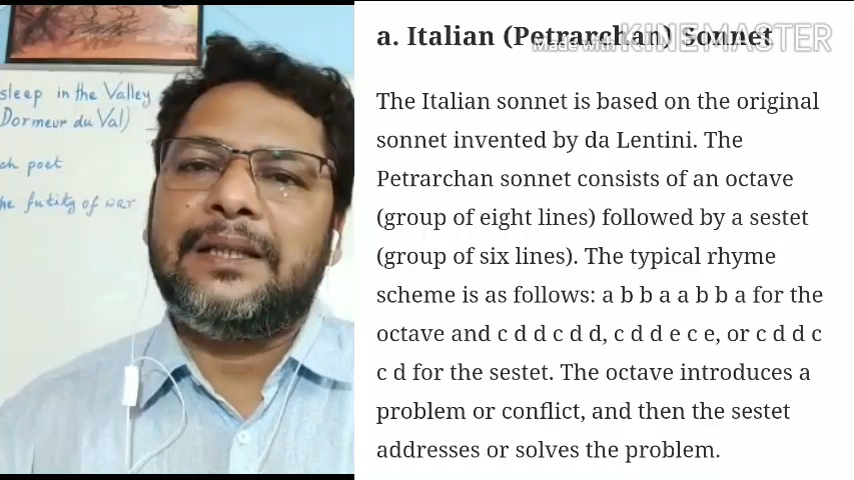 sleep in the Valley
Dormeur du Val)
ch poet
he futity of war
a. Italian (Petrarchan) Sonnet
Made with KINEMASTER
The Italian sonnet is based on the original
sonnet invented by da Lentini. The
Petrarchan sonnet consists of an octave
(group of eight lines) followed by a sestet
(group of six lines). The typical rhyme
scheme is as follows: a b b a a b b a for the
octave and c d d c d d, c d d e c e, or c d d c
c d for the sestet. The octave introduces a
problem or conflict, and then the sestet
addresses or solves the problem.